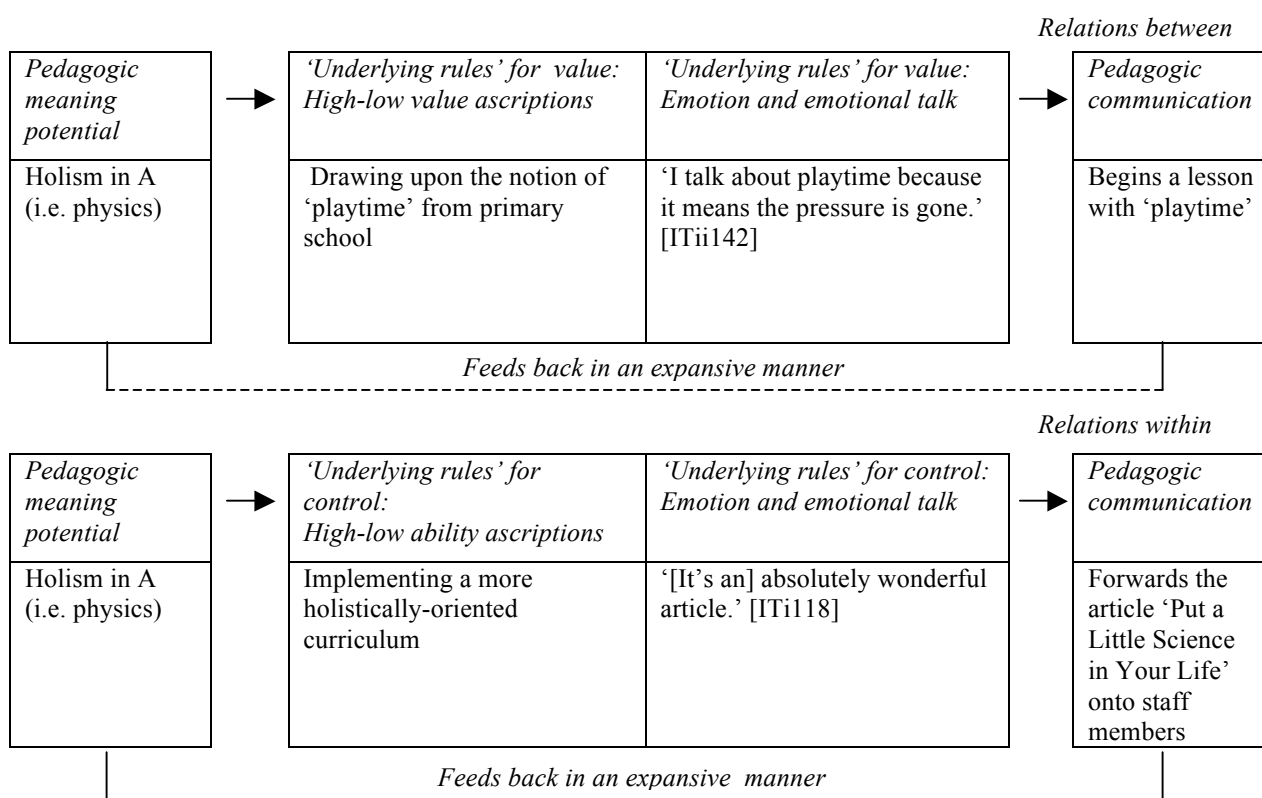 Relations between
Pedagogic
meaning
potential
‘Underlying rules’ for value:
High-low value ascriptions
‘Underlying rules’ for value:
Emotion and emotional talk
Pedagogic
communication
Holism in A
(i.e. physics)
Drawing upon the notion of
‘playtime’ from primary
school
‘I talk about playtime because
it means the pressure is gone.’
[ITii142]
Begins a lesson
with ‘playtime’
Feeds back in an expansive manner
Relations within
Pedagogic
meaning
potential
‘Underlying rules’ for
control:
High-low ability ascriptions
‘Underlying rules’ for control:
Emotion and emotional talk
Pedagogic
communication
Holism in A
(i.e. physics)
Implementing a more
holistically-oriented
curriculum
‘[It’s an] absolutely wonderful
article.’ [ITi118]
Forwards the
article ‘Put a
Little Science
in Your Life’
onto staff
members
Feeds back in an expansive manner